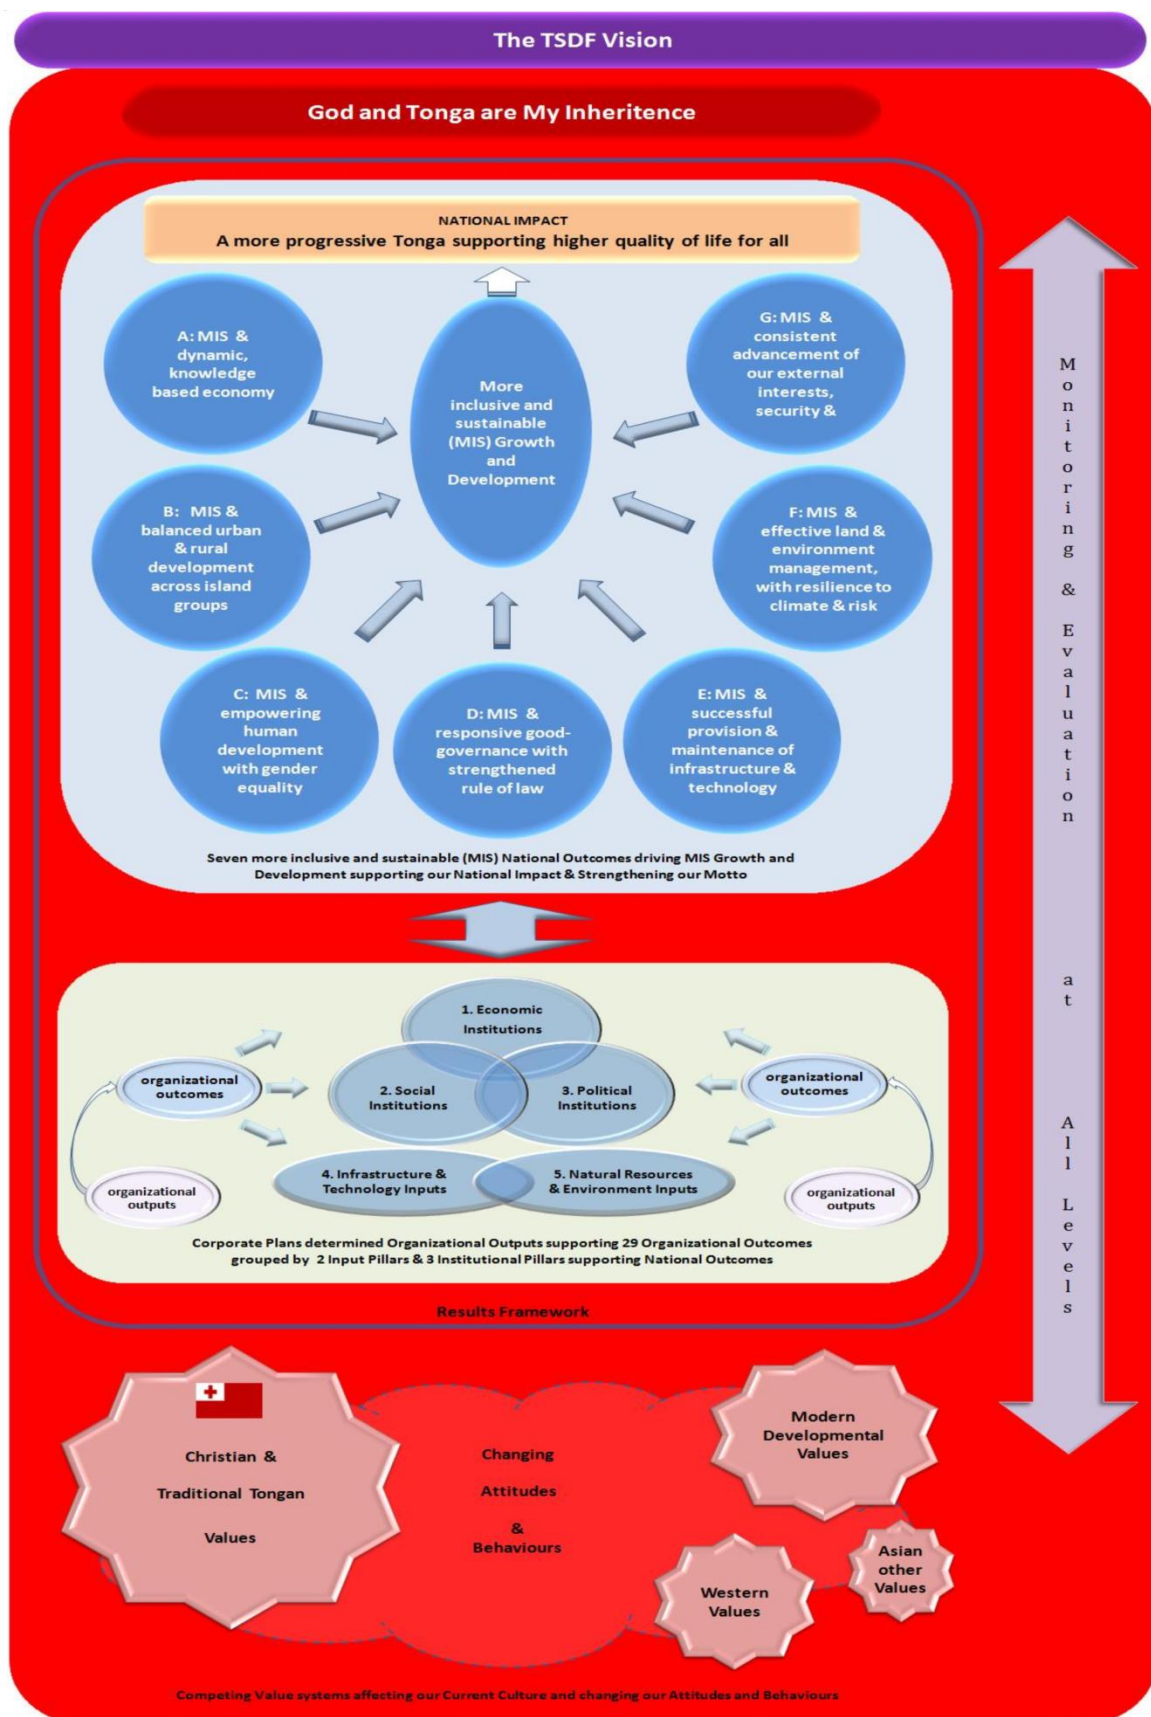 The TSDF Vision
God and Tonga are My Inheritence
NATIONAL IMPACT
A more progressive Tonga supporting higher quality of life for all
A: MIS &
dynamic,
knowledge
based economy
More
inclusive and
sustainable
(MIS) Growth
and
Development
G: MIS &
consistent
advancement of
our external
interests,
security &
B: MIS &
balanced urban
& rural
development
across island
groups
F: MIS &
effective land &
environment
management,
with resilience to
climate & risk
C: MIS &
empowering
human
development
with gender
equality
D: MIS &
responsive good-
governance with
strengthened
rule of law
E: MIS &
successful
provision &
maintenance of
infrastructure &
technology
Seven more inclusive and sustainable (MIS) National Outcomes driving MIS Growth and
Development supporting our National Impact & Strengthening our Motto
1. Economic
Institutions
organizational
outcomes
2. Social
Institutions
3. Political
Institutions
organizational
outcomes
organizational
outputs
4. Infrastructure &
Technology Inputs
5. Natural Resources
& Environment Inputs
organizational
outputs
Corporate Plans determined Organizational Outputs supporting 29 Organizational Outcomes
grouped by 2 Input Pillars & 3 Institutional Pillars supporting National Outcomes
Results Framework
Monitoring & Evaluation at All Levels
Christian &
Traditional Tongan
Values
Changing
Attitudes
&
Behaviours
Modern
Developmental
Values
Western
Values
Asian
other
Values
Competing Value systems affecting our Current Culture and changing our Attitudes and Behaviours